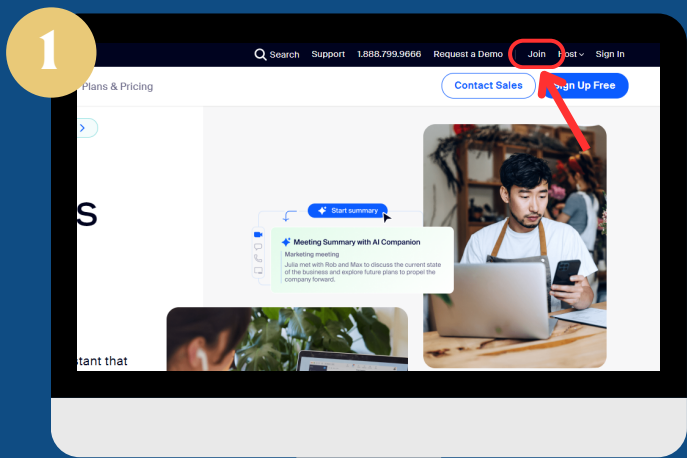 1
Search Support 1.888.799.9666 Request a Demo Join Host Sign In
Plans & Pricing Contact Sales Sign Up Free
s
Start summary
Meeting Summary with AI Companion
Marketing meeting
Julia met with Rob and Max to discuss the current state
of the business and explore future plans to propel the
company forward.
stant that